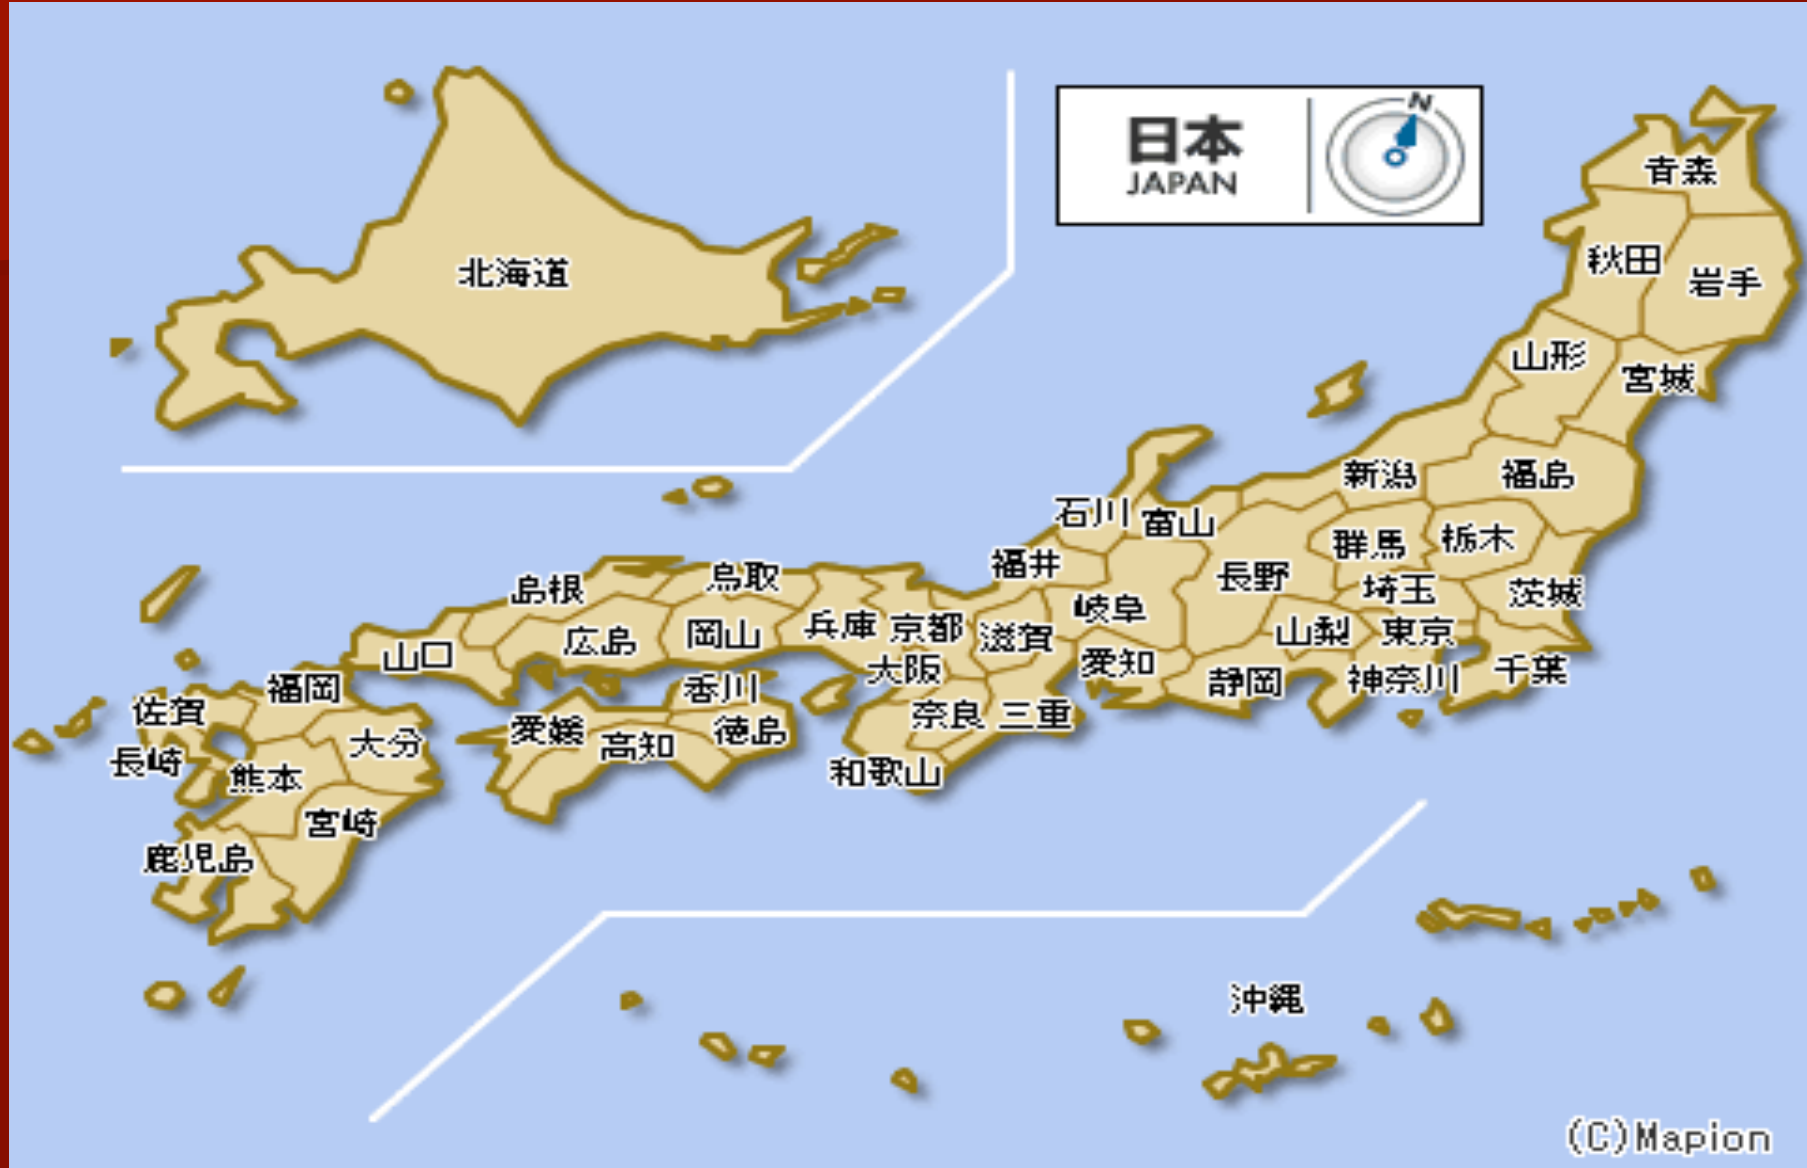 日本
JAPAN
N
北海道
青森
秋田
岩手
山形
宮城
新潟
福島
石川
富山
群馬
栃木
福井
長野
埼玉
茨城
島根
鳥取
岐阜
山梨
東京
広島
岡山
兵庫
京都
滋賀
山口
大阪
愛知
静岡
神奈川
千葉
福岡
香川
佐賀
愛媛
高知
徳島
奈良
三重
大分
長崎
熊本
和歌山
宮崎
鹿児島
沖縄
(C)Mapion